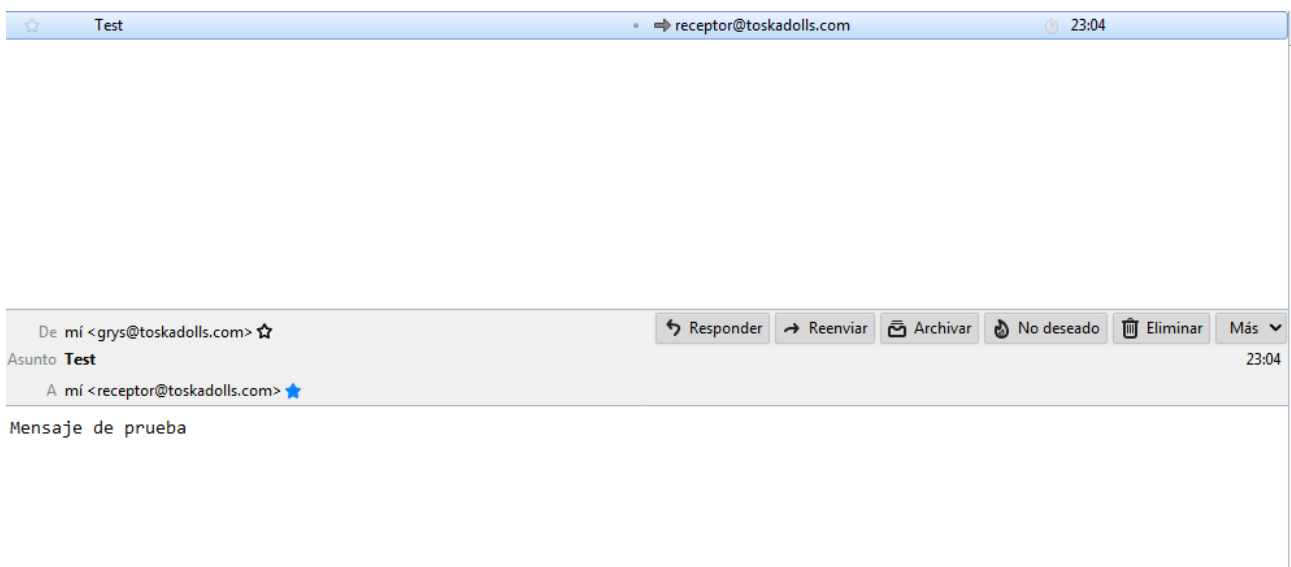 Test receptor@toskadolls.com 23:04
De mí <grys@toskadolls.com> Responder Reenviar Archivar No deseado Eliminar Más
Asunto Test 23:04
A mí <receptor@toskadolls.com>
Mensaje de prueba